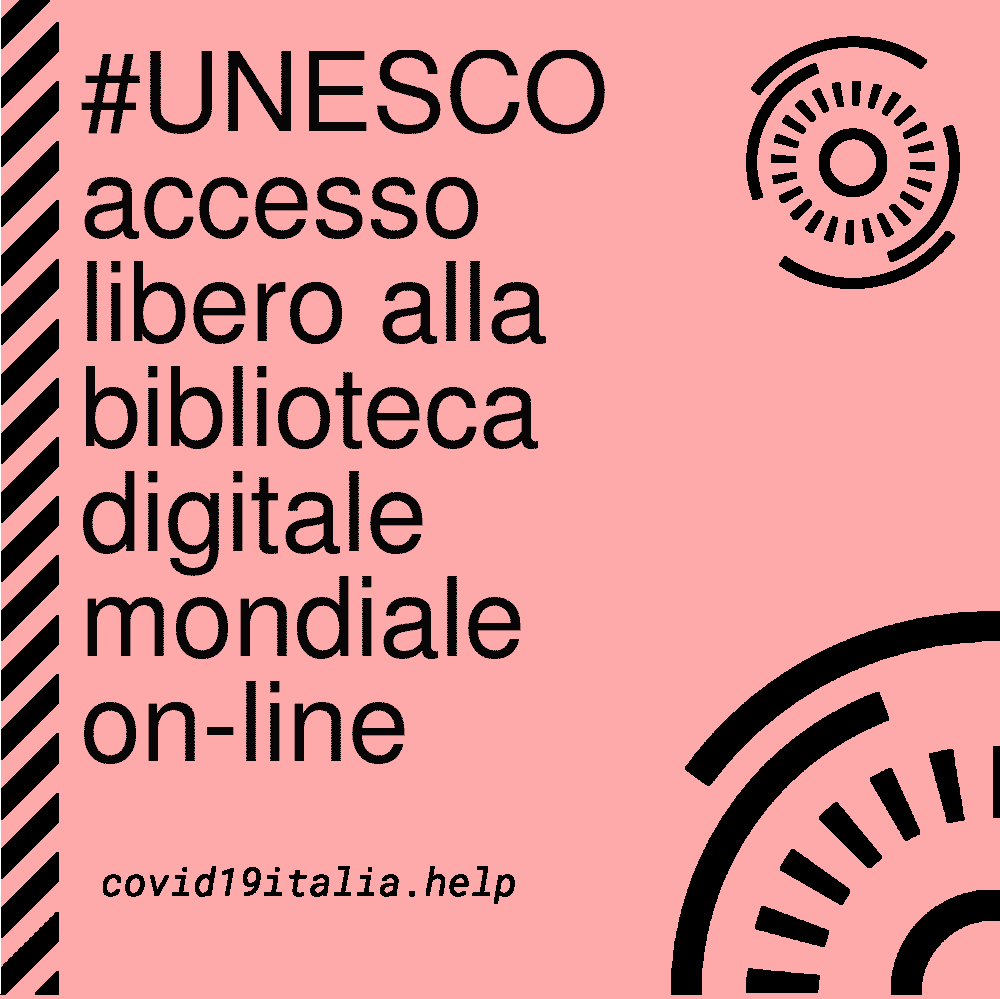 #UNESCO
accesso
libero alla
biblioteca
digitale
mondiale
on-line
covid19italia.help